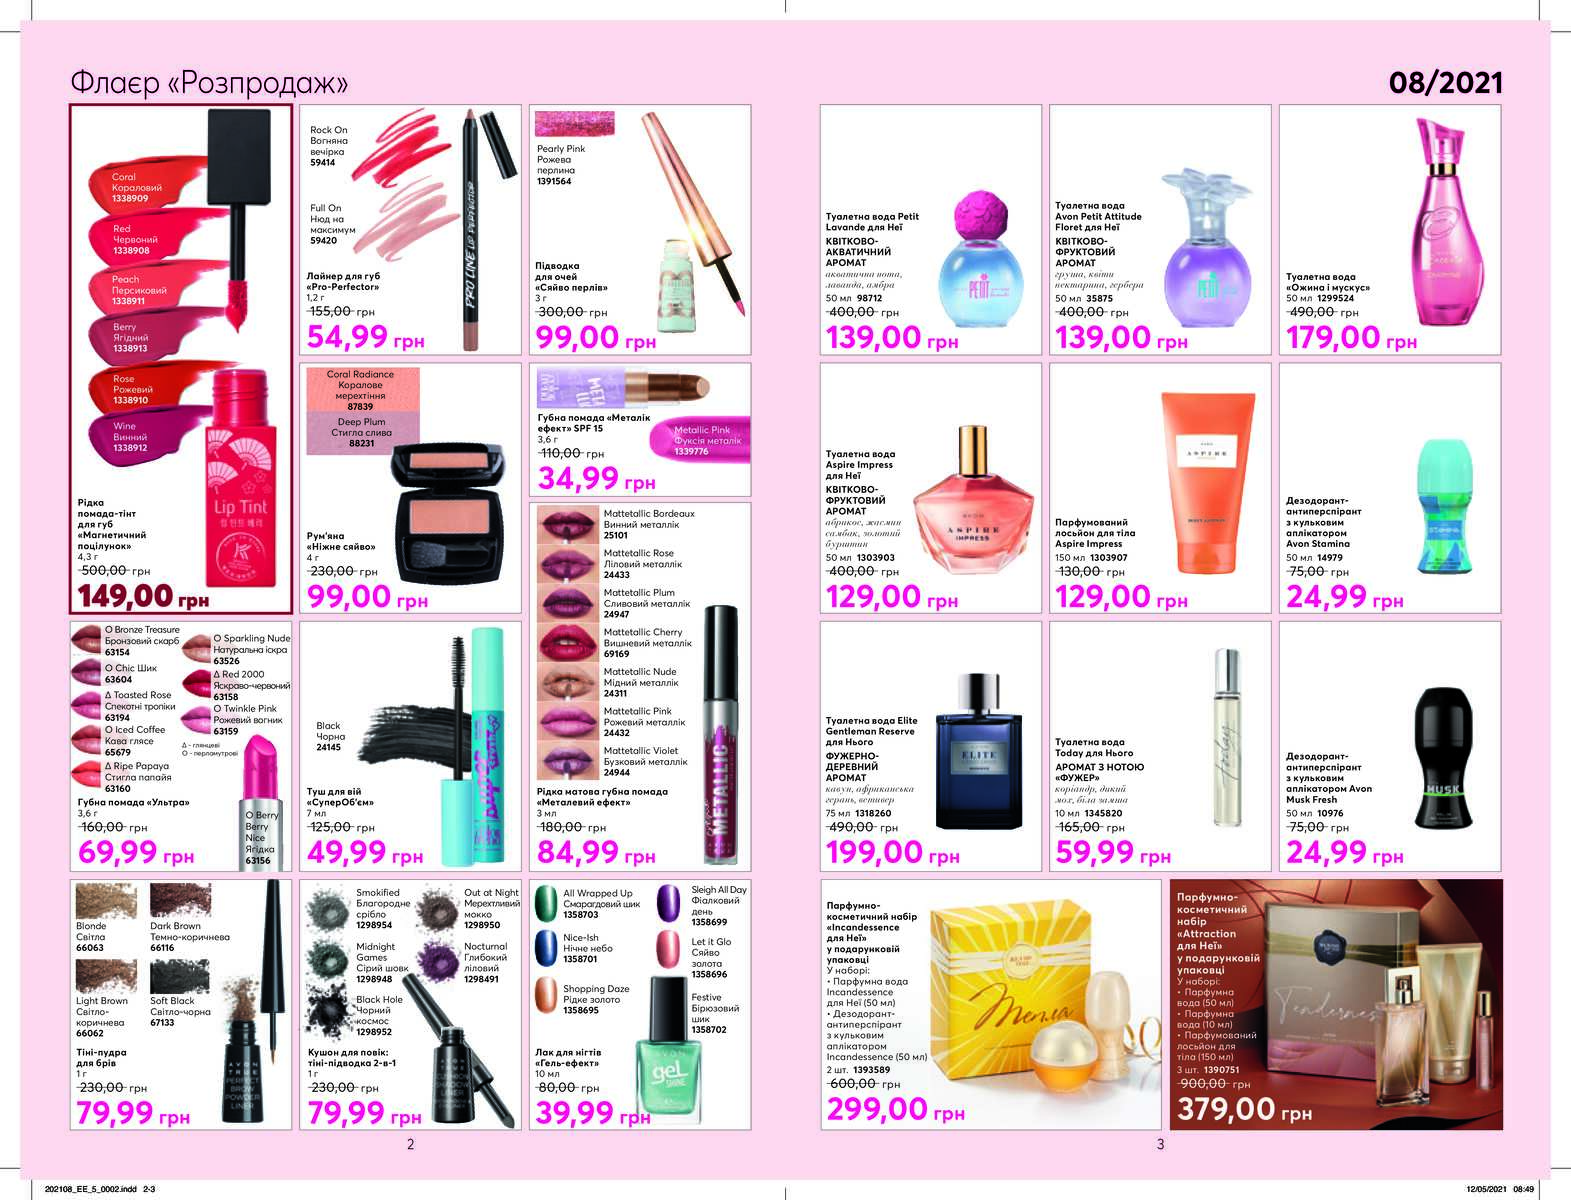 Флаєр «Розпродаж»
08/2021
Coral
Кораловий
1338909
Red
Червоний
1338908
Peach
Персиковий
1338911
Berry
Ягідний
1338913
Rose
Рожевий
1338910
Wine
Винний
1338912
Lip Tint
Рідка
помада-тінт
для губ
«Магнетичний
поцілунок»
4,3 г
500,00 грн
149,00 грн
Rock On
Вогняна
вечірка
59414
Full On
Нюд на
максимум
59420
PRO LINE LIP PERFECTOR
Лайнер для губ
«Pro-Perfector»
1,2 г
155,00 грн
54,99 грн
Pearly Pink
Рожева
перлина
1391564
Підводка
для очей
«Сяйво перлів»
3 г
300,00 грн
99,00 грн
Coral Radiance
Коралове
мерехтіння
87839
Deep Plum
Стигла слива
88231
Рум'яна
«Ніжне сяйво»
4 г
230,00 грн
99,00 грн
Губна помада «Металік
ефект» SPF 15
3,6 г
110,00 грн
34,99 грн
Metallic Pink
Фуксія металік
1339776
Mattetallic Bordeaux
Винний металлік
25101
Mattetallic Rose
Ліловий металлік
24433
Mattetallic Plum
Сливовий металлік
24947
Mattetallic Cherry
Вишневий металлік
69169
Mattetallic Nude
Мідний металлік
24311
Mattetallic Pink
Рожевий металлік
24432
Mattetallic Violet
Бузковий металлік
24944
METALLIC
Рідка матова губна помада
«Металевий ефект»
3 мл
180,00 грн
84,99 грн
O Bronze Treasure
Бронзовий скарб
63154
O Chic Шик
63604
Δ Toasted Rose
Спекотні тропіки
63194
O Iced Coffee
Кава глясе
65679
Δ Ripe Papaya
Стигла папайя
63160
O Sparkling Nude
Натуральна іскра
63526
Δ Red 2000
Яскраво-червоний
63158
O Twinkle Pink
Рожевий вогник
63159
Δ - глянцеві
O - перламутрові
Губна помада «Ультра»
3,6 г
160,00 грн
69,99 грн
O Berry
Berry
Nice
Ягідка
63156
Black
Чорна
24145
Туш для вій
«СуперОб'єм»
7 мл
125,00 грн
49,99 грн
Blonde
Світла
66063
Dark Brown
Темно-коричнева
66116
Light Brown
Світло-
коричнева
66062
Soft Black
Світло-чорна
67133
AVON
TRUE
PERFECT
BROW
POWDER
LINER
Тіні-пудра
для брів
1 г
230,00 грн
79,99 грн
Smokified
Благородне
срібло
1298954
Out at Night
Мерехтливий
мокко
1298950
Midnight
Games
Сірий шовк
1298948
Nocturnal
Глибокий
ліловий
1298491
Black Hole
Чорний
космос
1298952
Кушон для повік:
тіні-підводка 2-в-1
1 г
230,00 грн
79,99 грн
All Wrapped Up
Смарагдовий шик
1358703
Nice-Ish
Нічне небо
1358701
Shopping Daze
Рідке золото
1358695
Sleigh All Day
Фіалковий
день
1358699
Let it Glo
Сяйво
золота
1358696
Festive
Бірюзовий
шик
1358702
AVON
gel
SHINE
Лак для нігтів
«Гель-ефект»
10 мл
80,00 грн
39,99 грн
2
Туалетна вода Petit
Lavande для Неї
КВІТКОВО-
АКВАТИЧНИЙ
АРОМАТ
акватична нота,
лаванда, амбра
50 мл 98712
400,00 грн
139,00 грн
PETIT
Туалетна вода
Avon Petit Attitude
Floret для Неї
КВІТКОВО-
ФРУКТОВИЙ
АРОМАТ
груша, квіти
нектарина, гербера
50 мл 35875
400,00 грн
139,00 грн
PETIT
Туалетна вода
«Ожина і мускус»
50 мл 1299524
490,00 грн
179,00 грн
Туалетна вода
Aspire Impress
для Неї
КВІТКОВО-
ФРУКТОВИЙ
АРОМАТ
абрикос, жасмин
самбак, золотий
бурштин
50 мл 1303903
400,00 грн
129,00 грн
AVON
ASPIRE
IMPRESS
Парфумований
лосьйон для тіла
Aspire Impress
150 мл 1303907
130,00 грн
129,00 грн
ASPIRE
Дезодорант-
антиперспірант
з кульковим
аплікатором
Avon Stamina
50 мл 14979
75,00 грн
24,99 грн
STAMINA
Туалетна вода Elite
Gentleman Reserve
для Нього
ФУЖЕРНО-
ДЕРЕВНИЙ
АРОМАТ
кавун, африканська
герань, ветивер
75 мл 1318260
490,00 грн
199,00 грн
ELITE
Туалетна вода
Today для Нього
АРОМАТ З НОТОЮ
«ФУЖЕР»
коріандр, дикий
мох, біла замша
10 мл 1345820
165,00 грн
59,99 грн
today
Дезодорант-
антиперспірант
з кульковим
аплікатором Avon
Musk Fresh
50 мл 10976
75,00 грн
24,99 грн
MUSK
Парфумно-
косметичний набір
«Incandessence
для Неї»
у подарунковій
упаковці
У наборі:
• Парфумна вода
Incandessence
для Неї (50 мл)
• Дезодорант-
антиперспірант
з кульковим
аплікатором
Incandessence (50 мл)
2 шт. 1393589
600,00 грн
299,00 грн
Парфумно-
косметичний
набір
«Attraction
для Неї»
у подарунковій
упаковці
У наборі:
• Парфумна
вода (50 мл)
• Парфумна
вода (10 мл)
• Парфумований
лосьйон для
тіла (150 мл)
3 шт. 1390751
900,00 грн
379,00 грн
Tenderness
3
202108_EE_5_0002.indd 2-3
12/05/2021 08:49